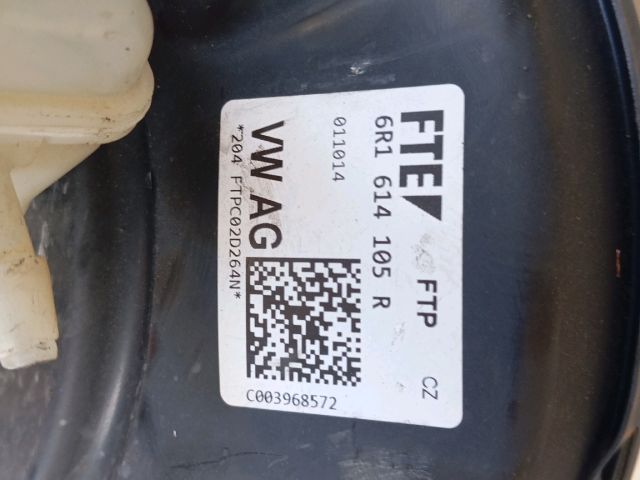 FTE FTP CZ
6R1 614 105 R
011014
VW AG
*204 FTPC02D264N*
C003968572